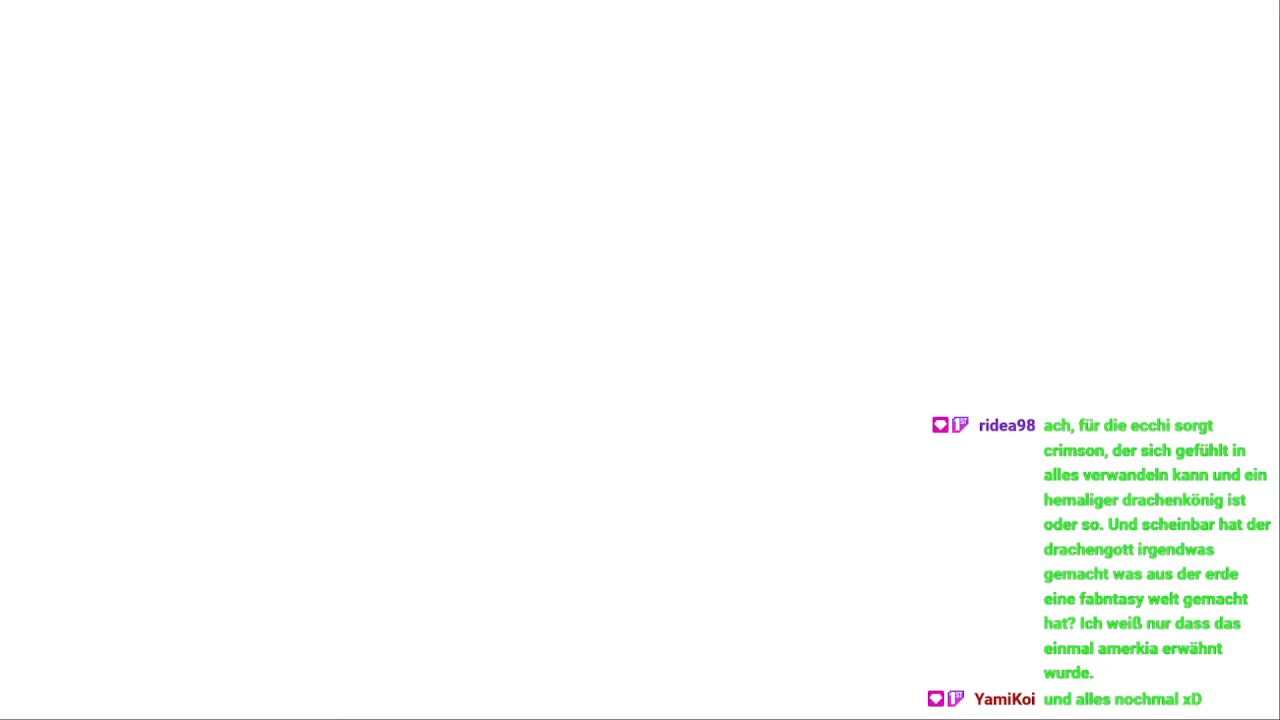 ridea98 ach, für die ecchi sorgt
crimson, der sich gefühlt in
alles verwandeln kann und ein
hemaliger drachenkönig ist
oder so. Und scheinbar hat der
drachengott irgendwas
gemacht was aus der erde
eine fabntasy welt gemacht
hat? Ich weiß nur dass das
einmal amerkia erwähnt
wurde.
YamiKoi und alles nochmal xD